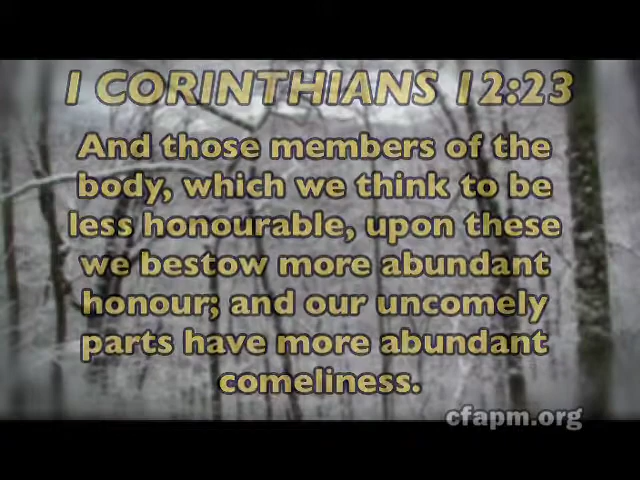 I CORINTHIANS 12:23
And those members of the
body, which we think to be
less honourable, upon these
we bestow more abundant
honour; and our uncomely
parts have more abundant
comeliness.
cfapm.org